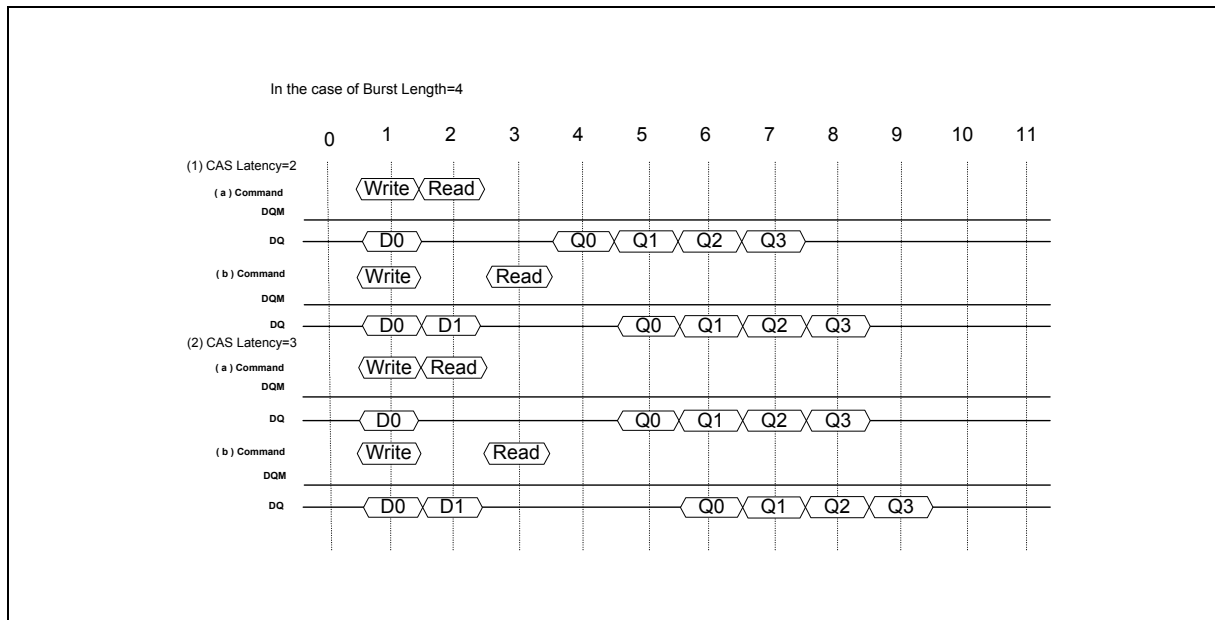 In the case of Burst Length=4
0 1 2 3 4 5 6 7 8 9 10 11
(1) CAS Latency=2
( a ) Command Write Read
DQM
DQ D0 Q0 Q1 Q2 Q3
( b ) Command Write Read
DQM
DQ D0 D1 Q0 Q1 Q2 Q3
(2) CAS Latency=3
( a ) Command Write Read
DQM
DQ D0 Q0 Q1 Q2 Q3
( b ) Command Write Read
DQM
DQ D0 D1 Q0 Q1 Q2 Q3